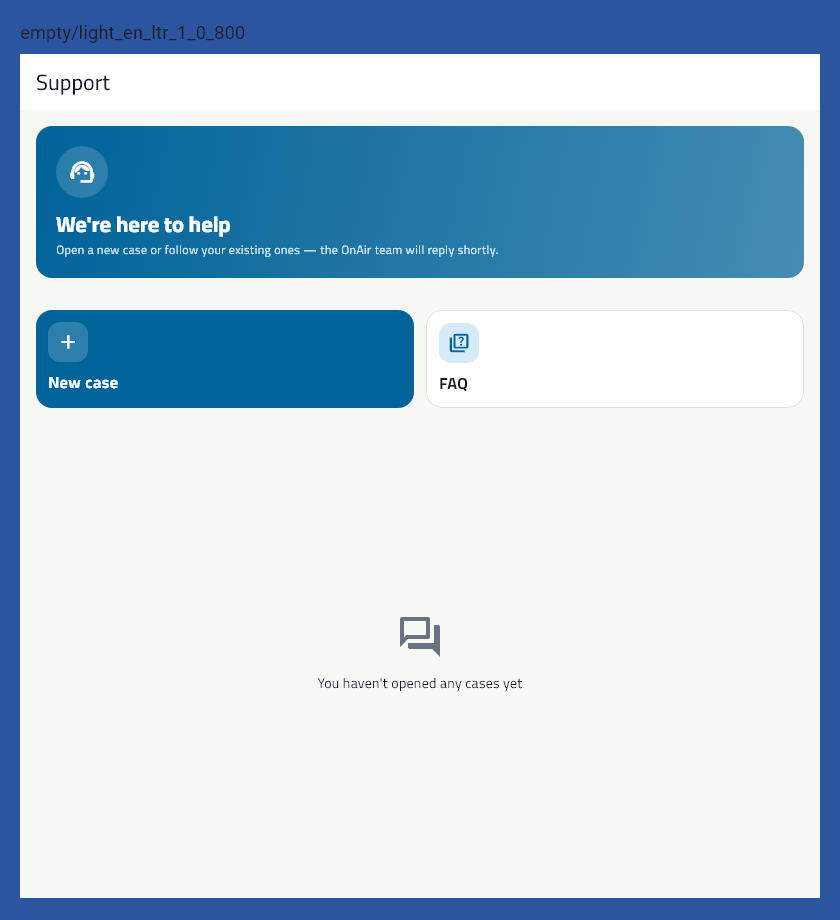 empty/light_en_ltr_1_0_800
Support
We're here to help
Open a new case or follow your existing ones — the OnAir team will reply shortly.
New case
FAQ
You haven't opened any cases yet